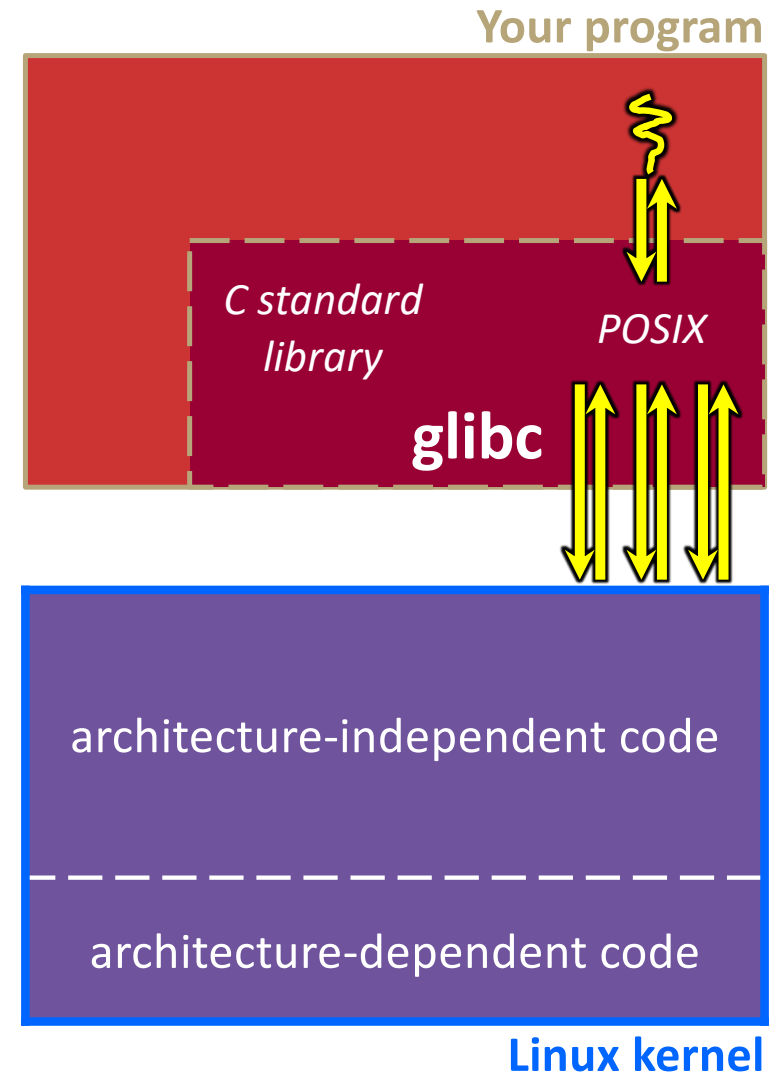 Your program
C standard
library
POSIX
glibc
architecture-independent code
architecture-dependent code
Linux kernel